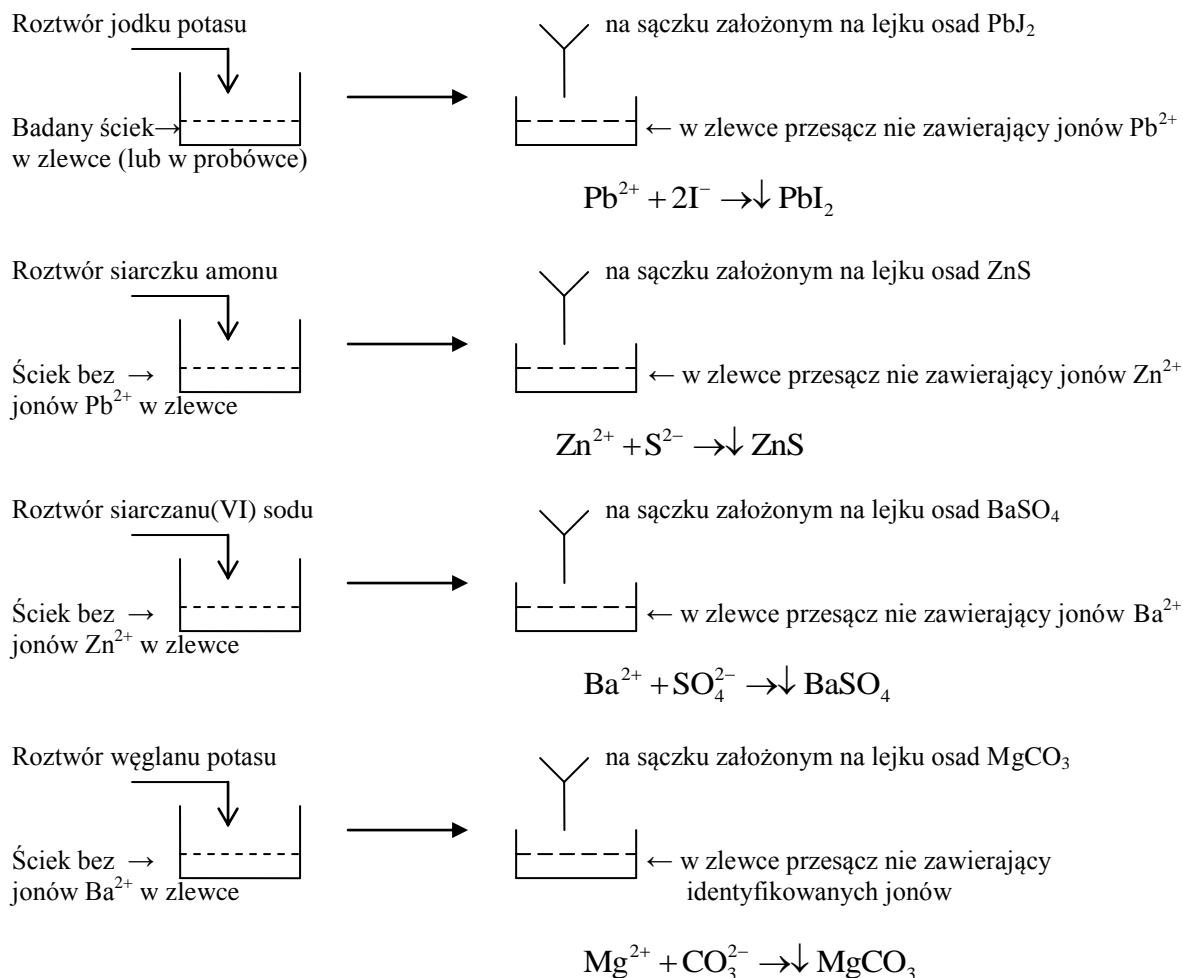 Roztwór jodku potasu
na sączku założonym na lejku osad PbJ₂
Badany ściek→
w zlewce (lub w probówce)
← w zlewce przesącz nie zawierający jonów Pb²⁺
Pb²⁺ + 2I⁻ →↓ PbI₂
Roztwór siarczku amonu
na sączku założonym na lejku osad ZnS
Ściek bez →
jonów Pb²⁺ w zlewce
← w zlewce przesącz nie zawierający jonów Zn²⁺
Zn²⁺ + S²⁻ →↓ ZnS
Roztwór siarczanu(VI) sodu
na sączku założonym na lejku osad BaSO₄
Ściek bez →
jonów Zn²⁺ w zlewce
← w zlewce przesącz nie zawierający jonów Ba²⁺
Ba²⁺ + SO₄²⁻ →↓ BaSO₄
Roztwór węglanu potasu
na sączku założonym na lejku osad MgCO₃
Ściek bez →
jonów Ba²⁺ w zlewce
← w zlewce przesącz nie zawierający
identyfikowanych jonów
Mg²⁺ + CO₃²⁻ →↓ MgCO₃